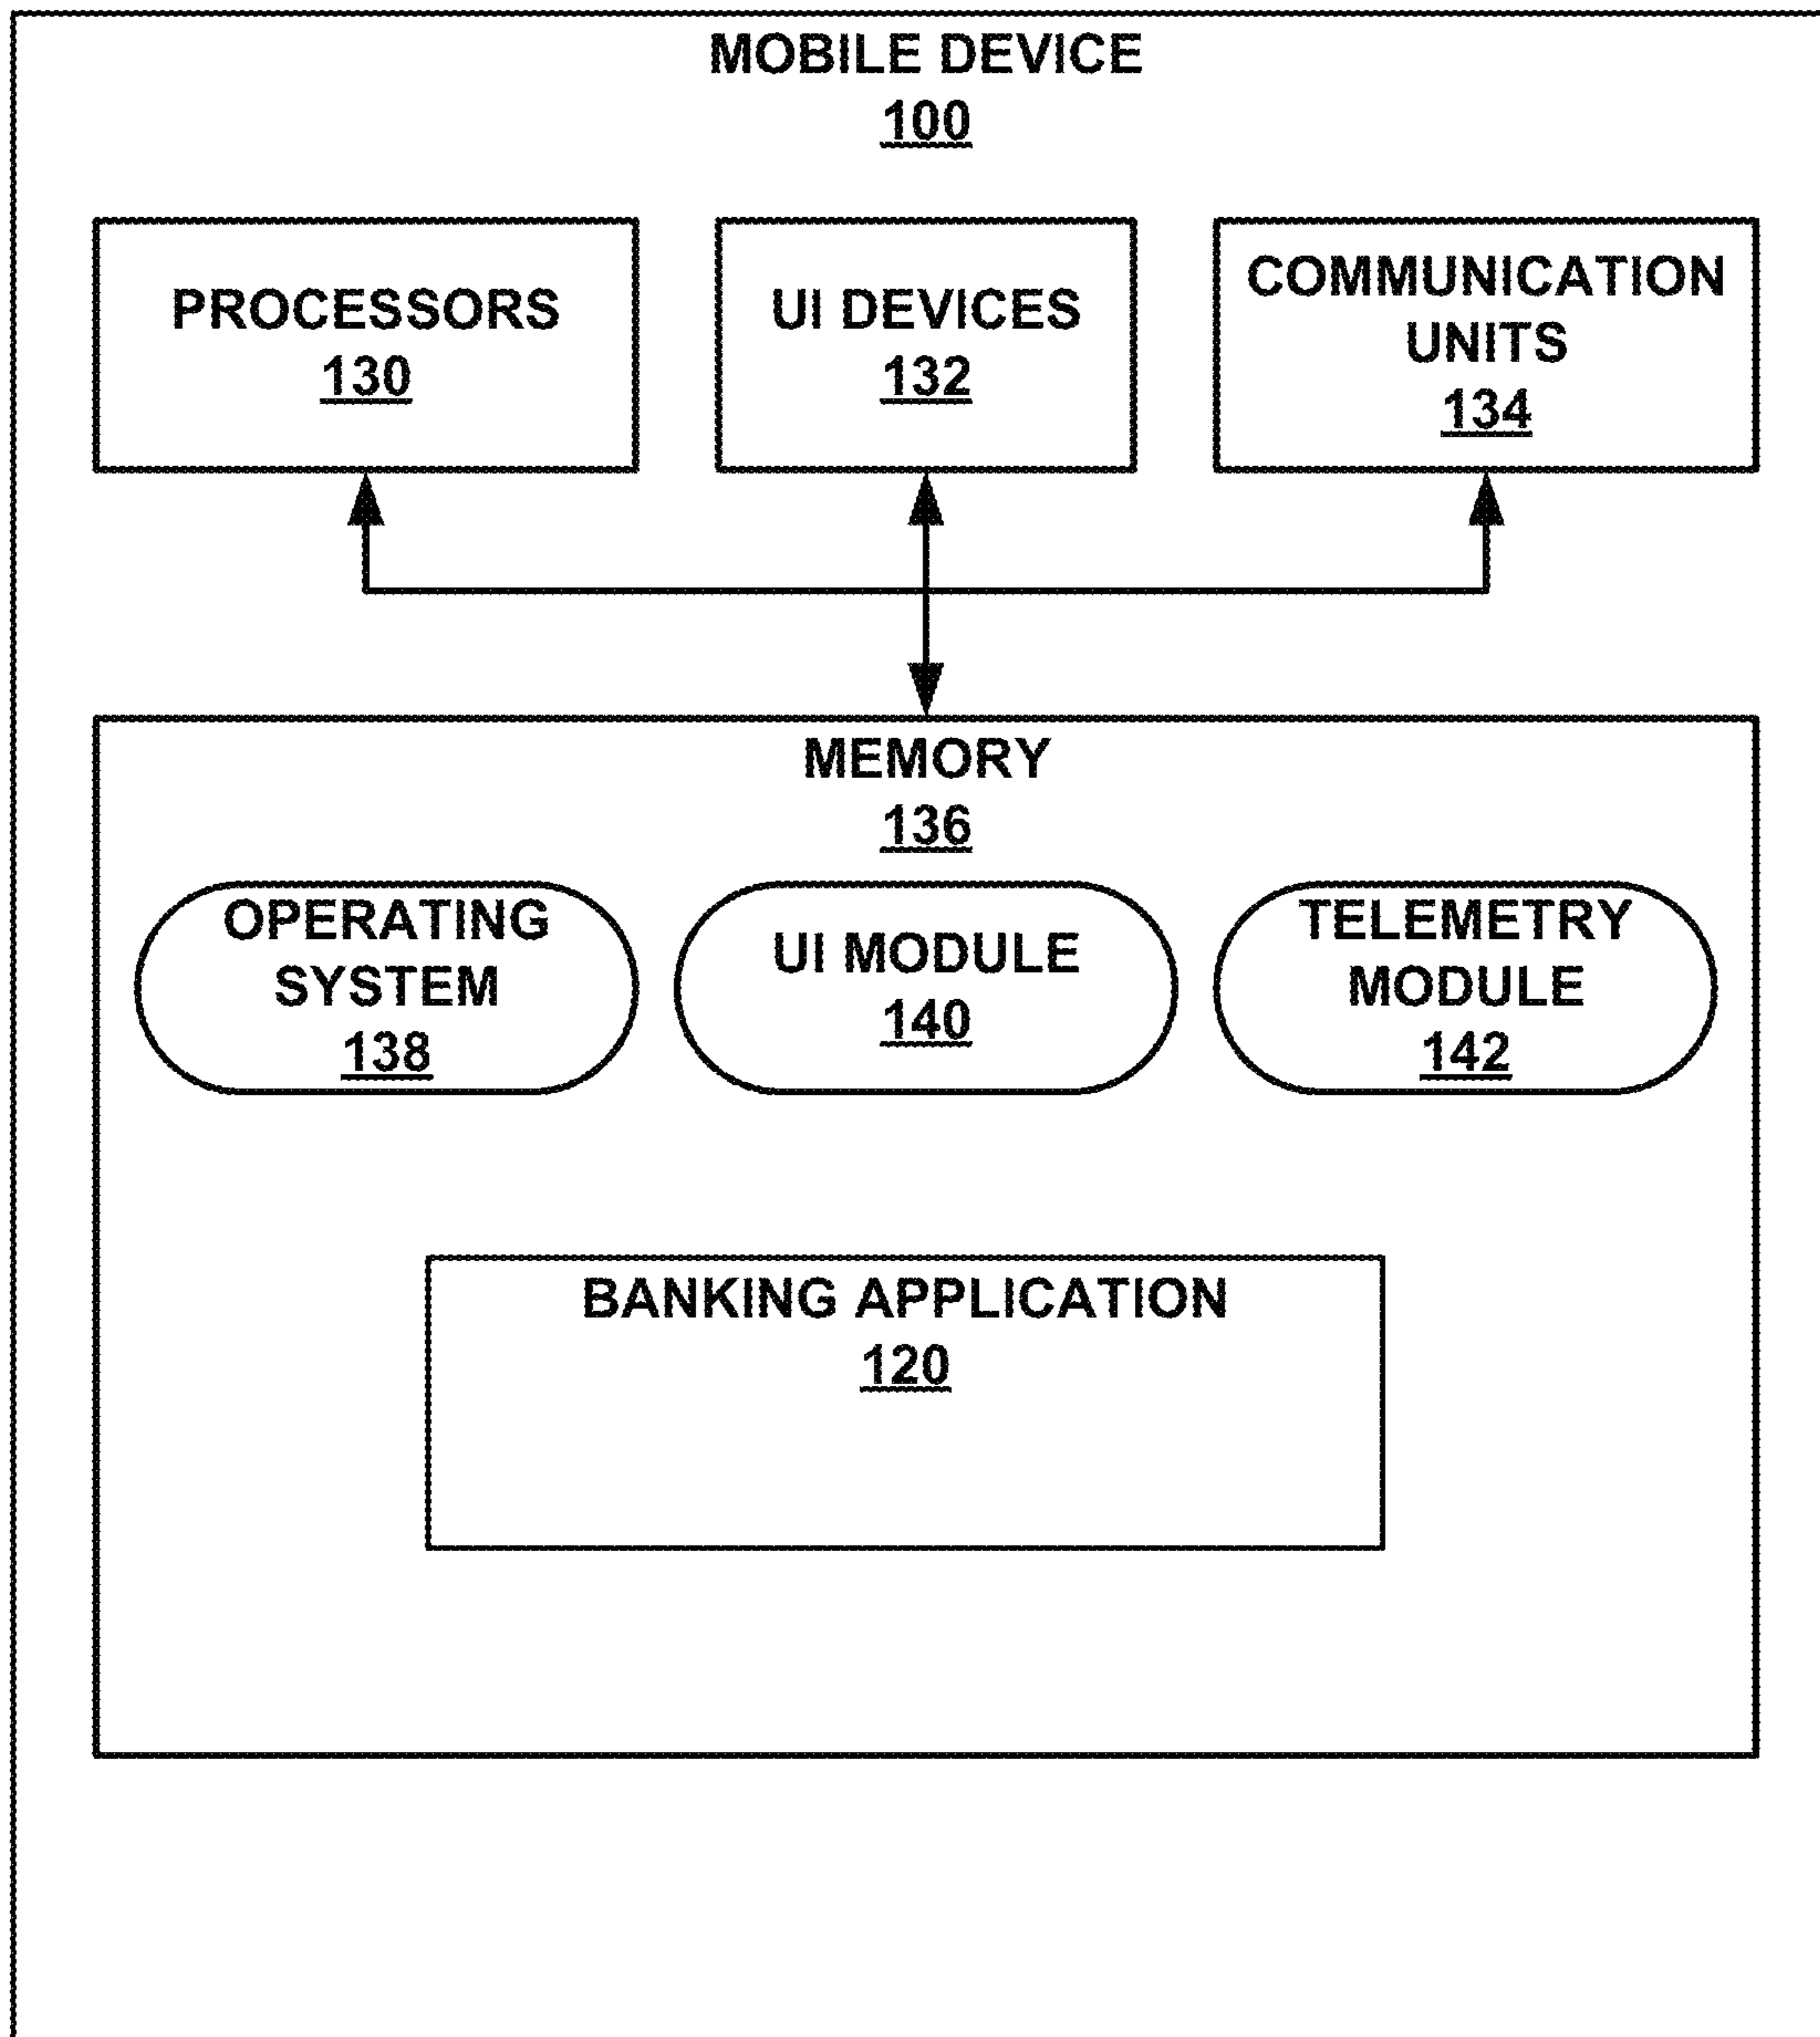 MOBILE DEVICE
100
PROCESSORS
130
UI DEVICES
132
COMMUNICATION
UNITS
134
MEMORY
136
OPERATING
SYSTEM
138
UI MODULE
140
TELEMETRY
MODULE
142
BANKING APPLICATION
120